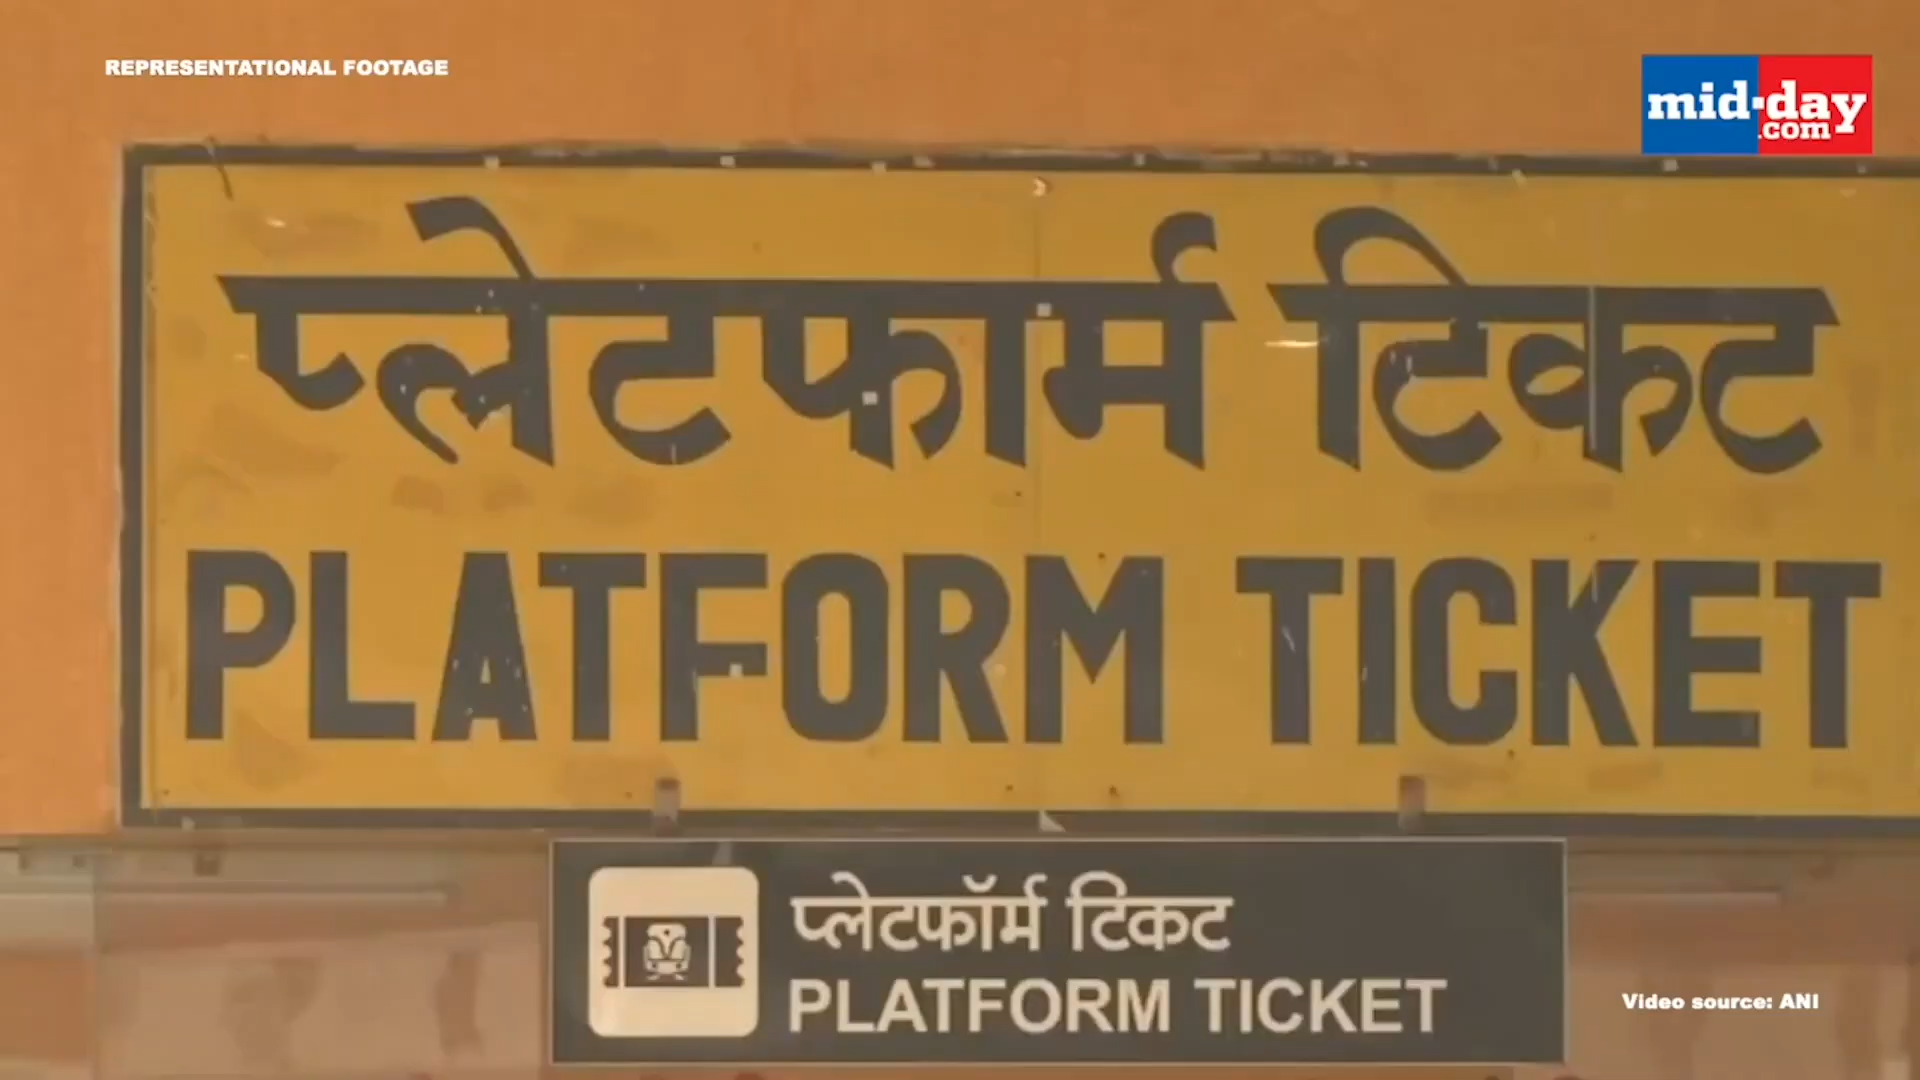 REPRESENTATIONAL FOOTAGE
mid-day
.com
प्लेटफार्म टिकट
PLATFORM TICKET
प्लेटफॉर्म टिकट
PLATFORM TICKET
Video source: ANI